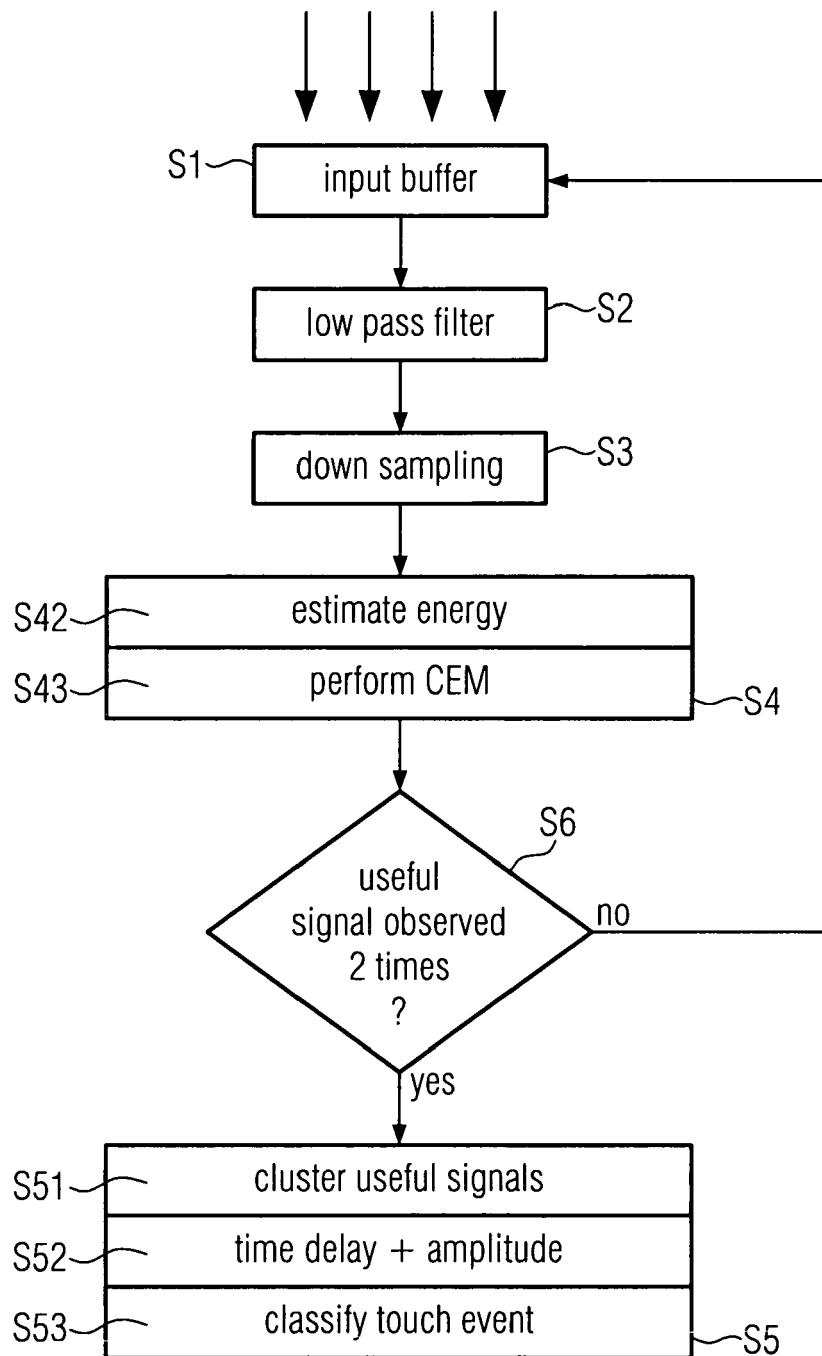 S1
input buffer
low pass filter
S2
down sampling
S3
S42
estimate energy
S43
perform CEM
S4
S6
useful
signal observed
2 times
?
no
yes
S51
cluster useful signals
S52
time delay + amplitude
S53
classify touch event
S5